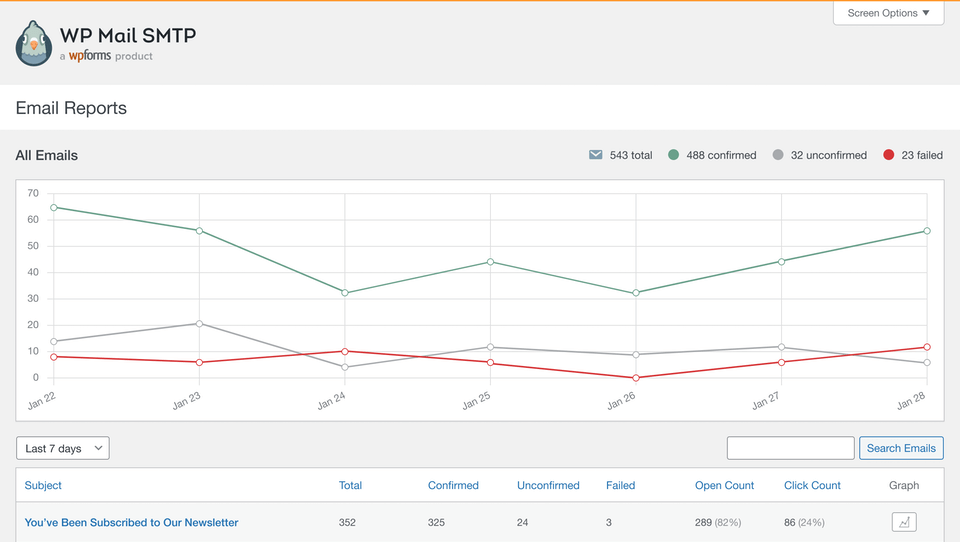 Screen Options ▼
WP Mail SMTP
a wpforms product
Email Reports
All Emails
543 total 488 confirmed 32 unconfirmed 23 failed
70
60
50
40
30
20
10
0
Jan 22 Jan 23 Jan 24 Jan 25 Jan 26 Jan 27 Jan 28
Last 7 days Search Emails
Subject Total Confirmed Unconfirmed Failed Open Count Click Count Graph
You’ve Been Subscribed to Our Newsletter 352 325 24 3 289 (82%) 86 (24%)